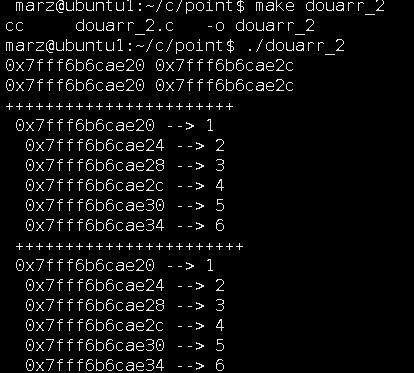 marz@ubuntu1:~/c/point$ make douarr_2
cc     douarr_2.c   -o douarr_2
marz@ubuntu1:~/c/point$ ./douarr_2
0x7fff6b6cae20 0x7fff6b6cae2c
0x7fff6b6cae20 0x7fff6b6cae2c
+++++++++++++++++++++++
0x7fff6b6cae20 --> 1
0x7fff6b6cae24 --> 2
0x7fff6b6cae28 --> 3
0x7fff6b6cae2c --> 4
0x7fff6b6cae30 --> 5
0x7fff6b6cae34 --> 6
+++++++++++++++++++++++
0x7fff6b6cae20 --> 1
0x7fff6b6cae24 --> 2
0x7fff6b6cae28 --> 3
0x7fff6b6cae2c --> 4
0x7fff6b6cae30 --> 5
0x7fff6b6cae34 --> 6